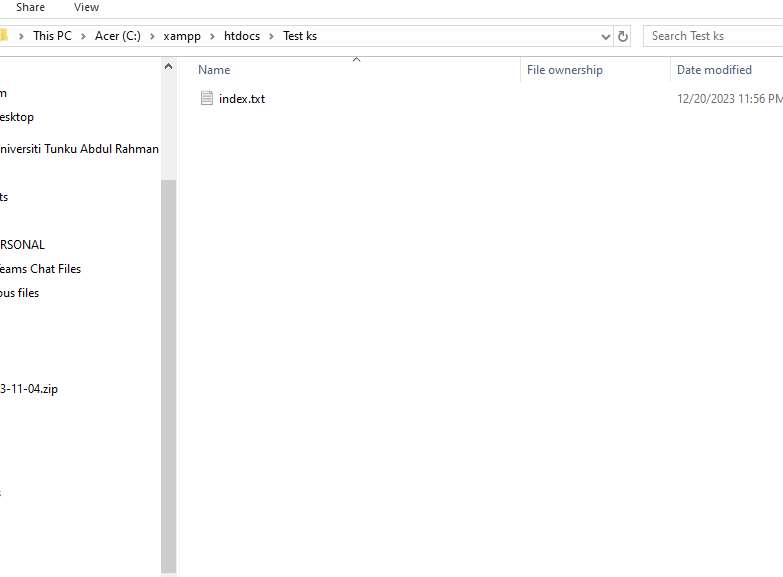 Share View
This PC > Acer (C:) > xampp > htdocs > Test ks
Search Test ks
Name File ownership Date modified
index.txt 12/20/2023 11:56 PM
m
esktop
niversiti Tunku Abdul Rahman
ts
RSONAL
eams Chat Files
ous files
3-11-04.zip